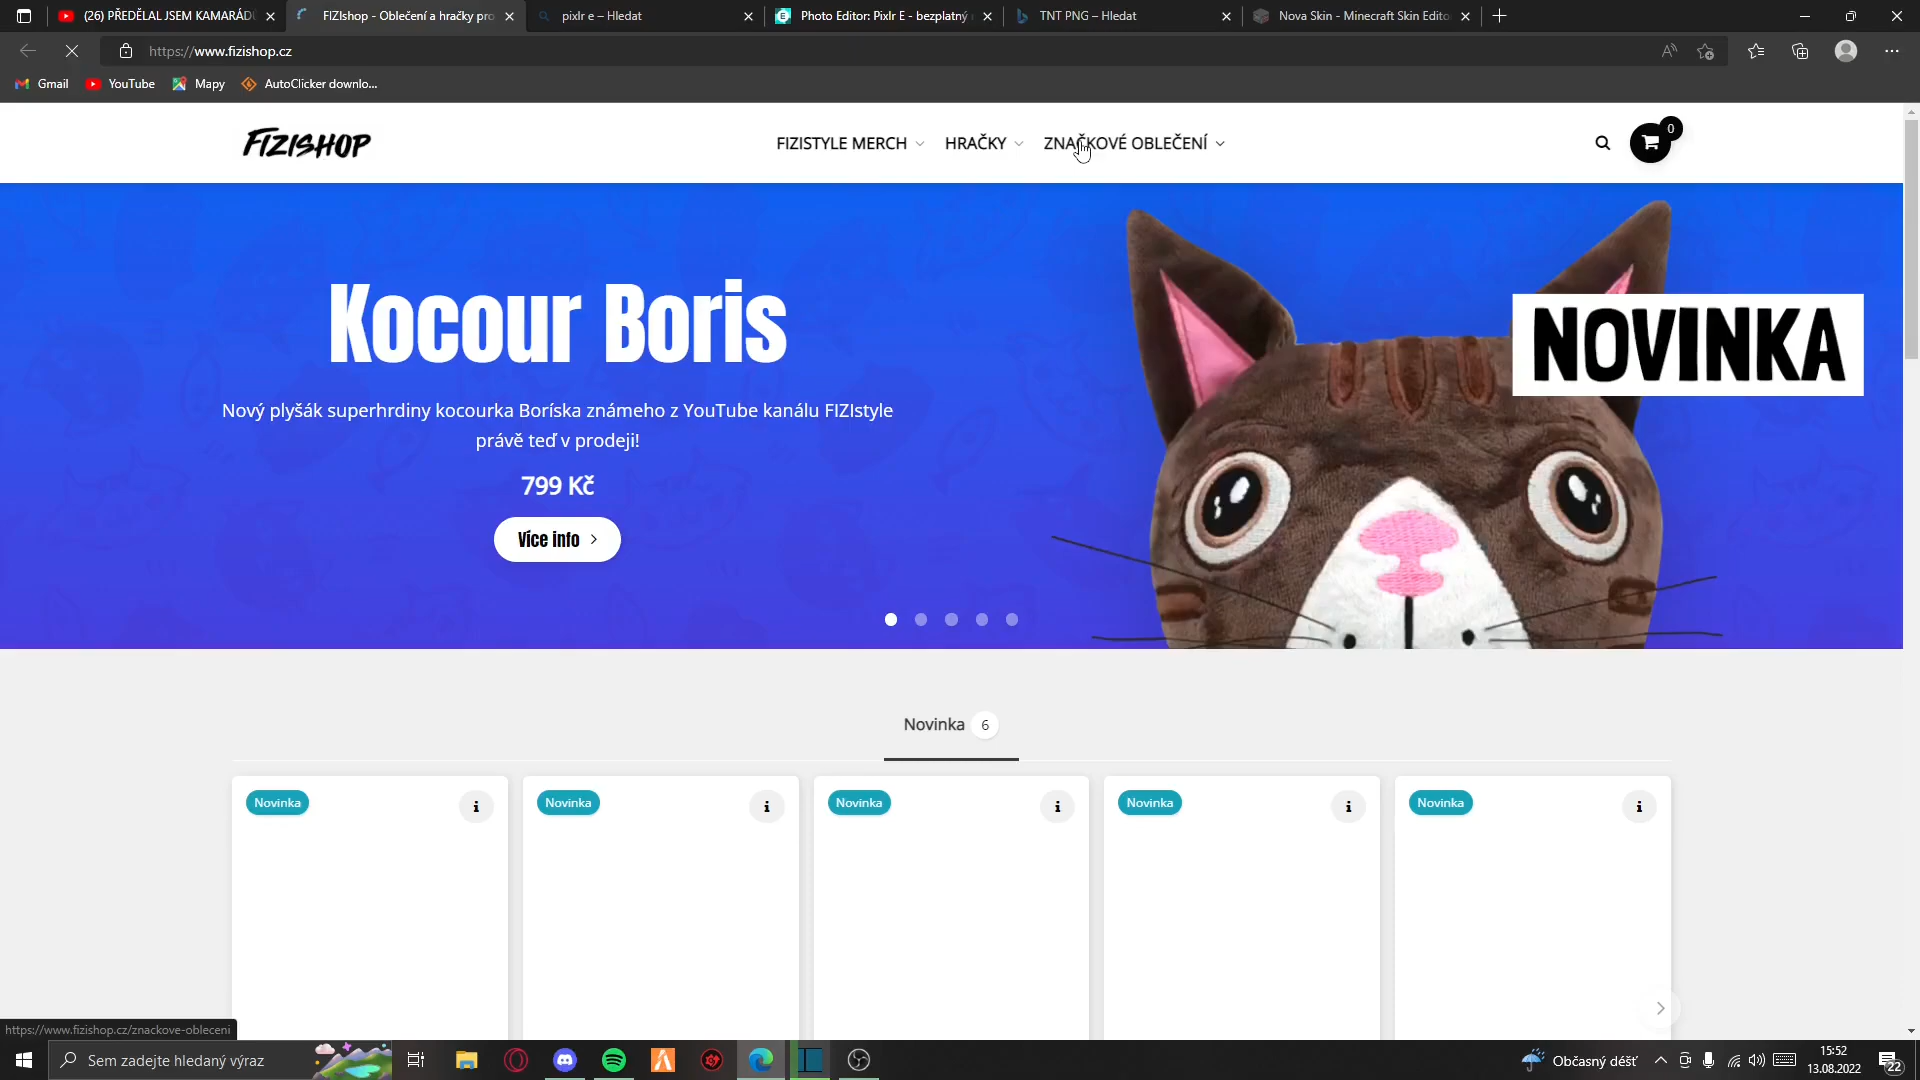 (26) PŘEDĚLAL JSEM KAMARÁD
FIZIshop - Oblečení a hračky pro
pixlr e – Hledat
Photo Editor: Pixlr E - bezplatný
TNT PNG – Hledat
Nova Skin - Minecraft Skin Edito
https://www.fizishop.cz
Gmail
YouTube
Mapy
AutoClicker downlo...
FIZISHOP
FIZISTYLE MERCH
HRAČKY
ZNAČKOVÉ OBLEČENÍ
0
Kocour Boris
NOVINKA
Nový plyšák superhrdiny kocourka Boríska známeho z YouTube kanálu FIZIstyle
právě teď v prodeji!
799 Kč
Více info
Novinka 6
Novinka
Novinka
Novinka
Novinka
Novinka
https://www.fizishop.cz/znackove-obleceni
Sem zadejte hledaný výraz
Občasný déšť
15:52
13.08.2022
22